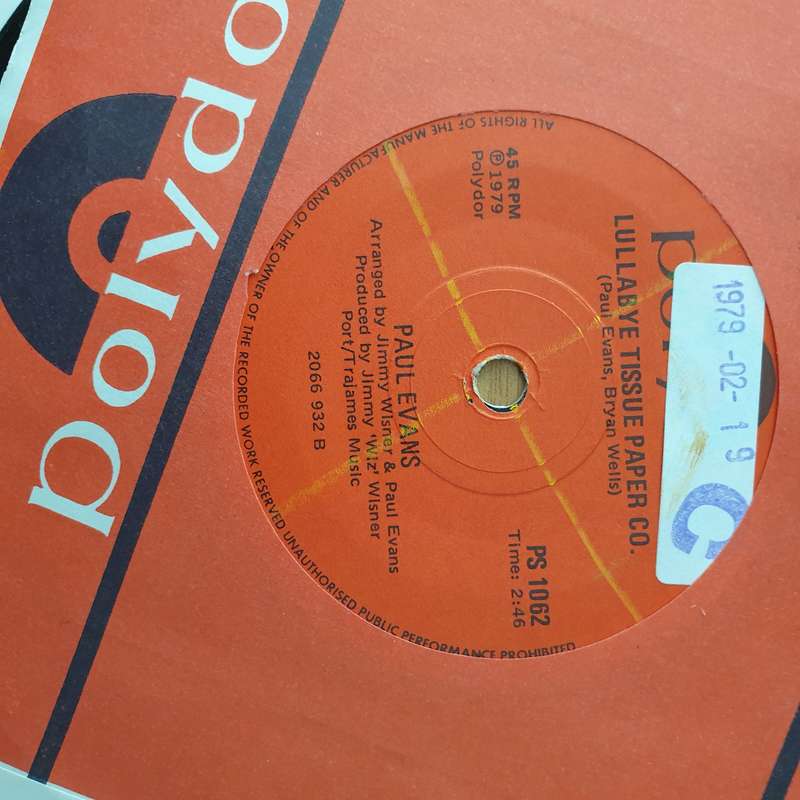 polydo
LULLABYE TISSUE PAPER CO.
(Paul Evans, Bryan Wells)
1979 -02- 19
C
45 RPM
℗ 1979
Polydor
PS 1062
Time: 2:46
PAUL EVANS
Arranged by Jimmy Wisner & Paul Evans
Produced by Jimmy 'Wiz' Wisner
Port/Trajames Music
2066 932 B
ALL RIGHTS OF THE MANUFACTURER AND OF THE OWNER OF THE RECORDED WORK RESERVED UNAUTHORISED PUBLIC PERFORMANCE PROHIBITED